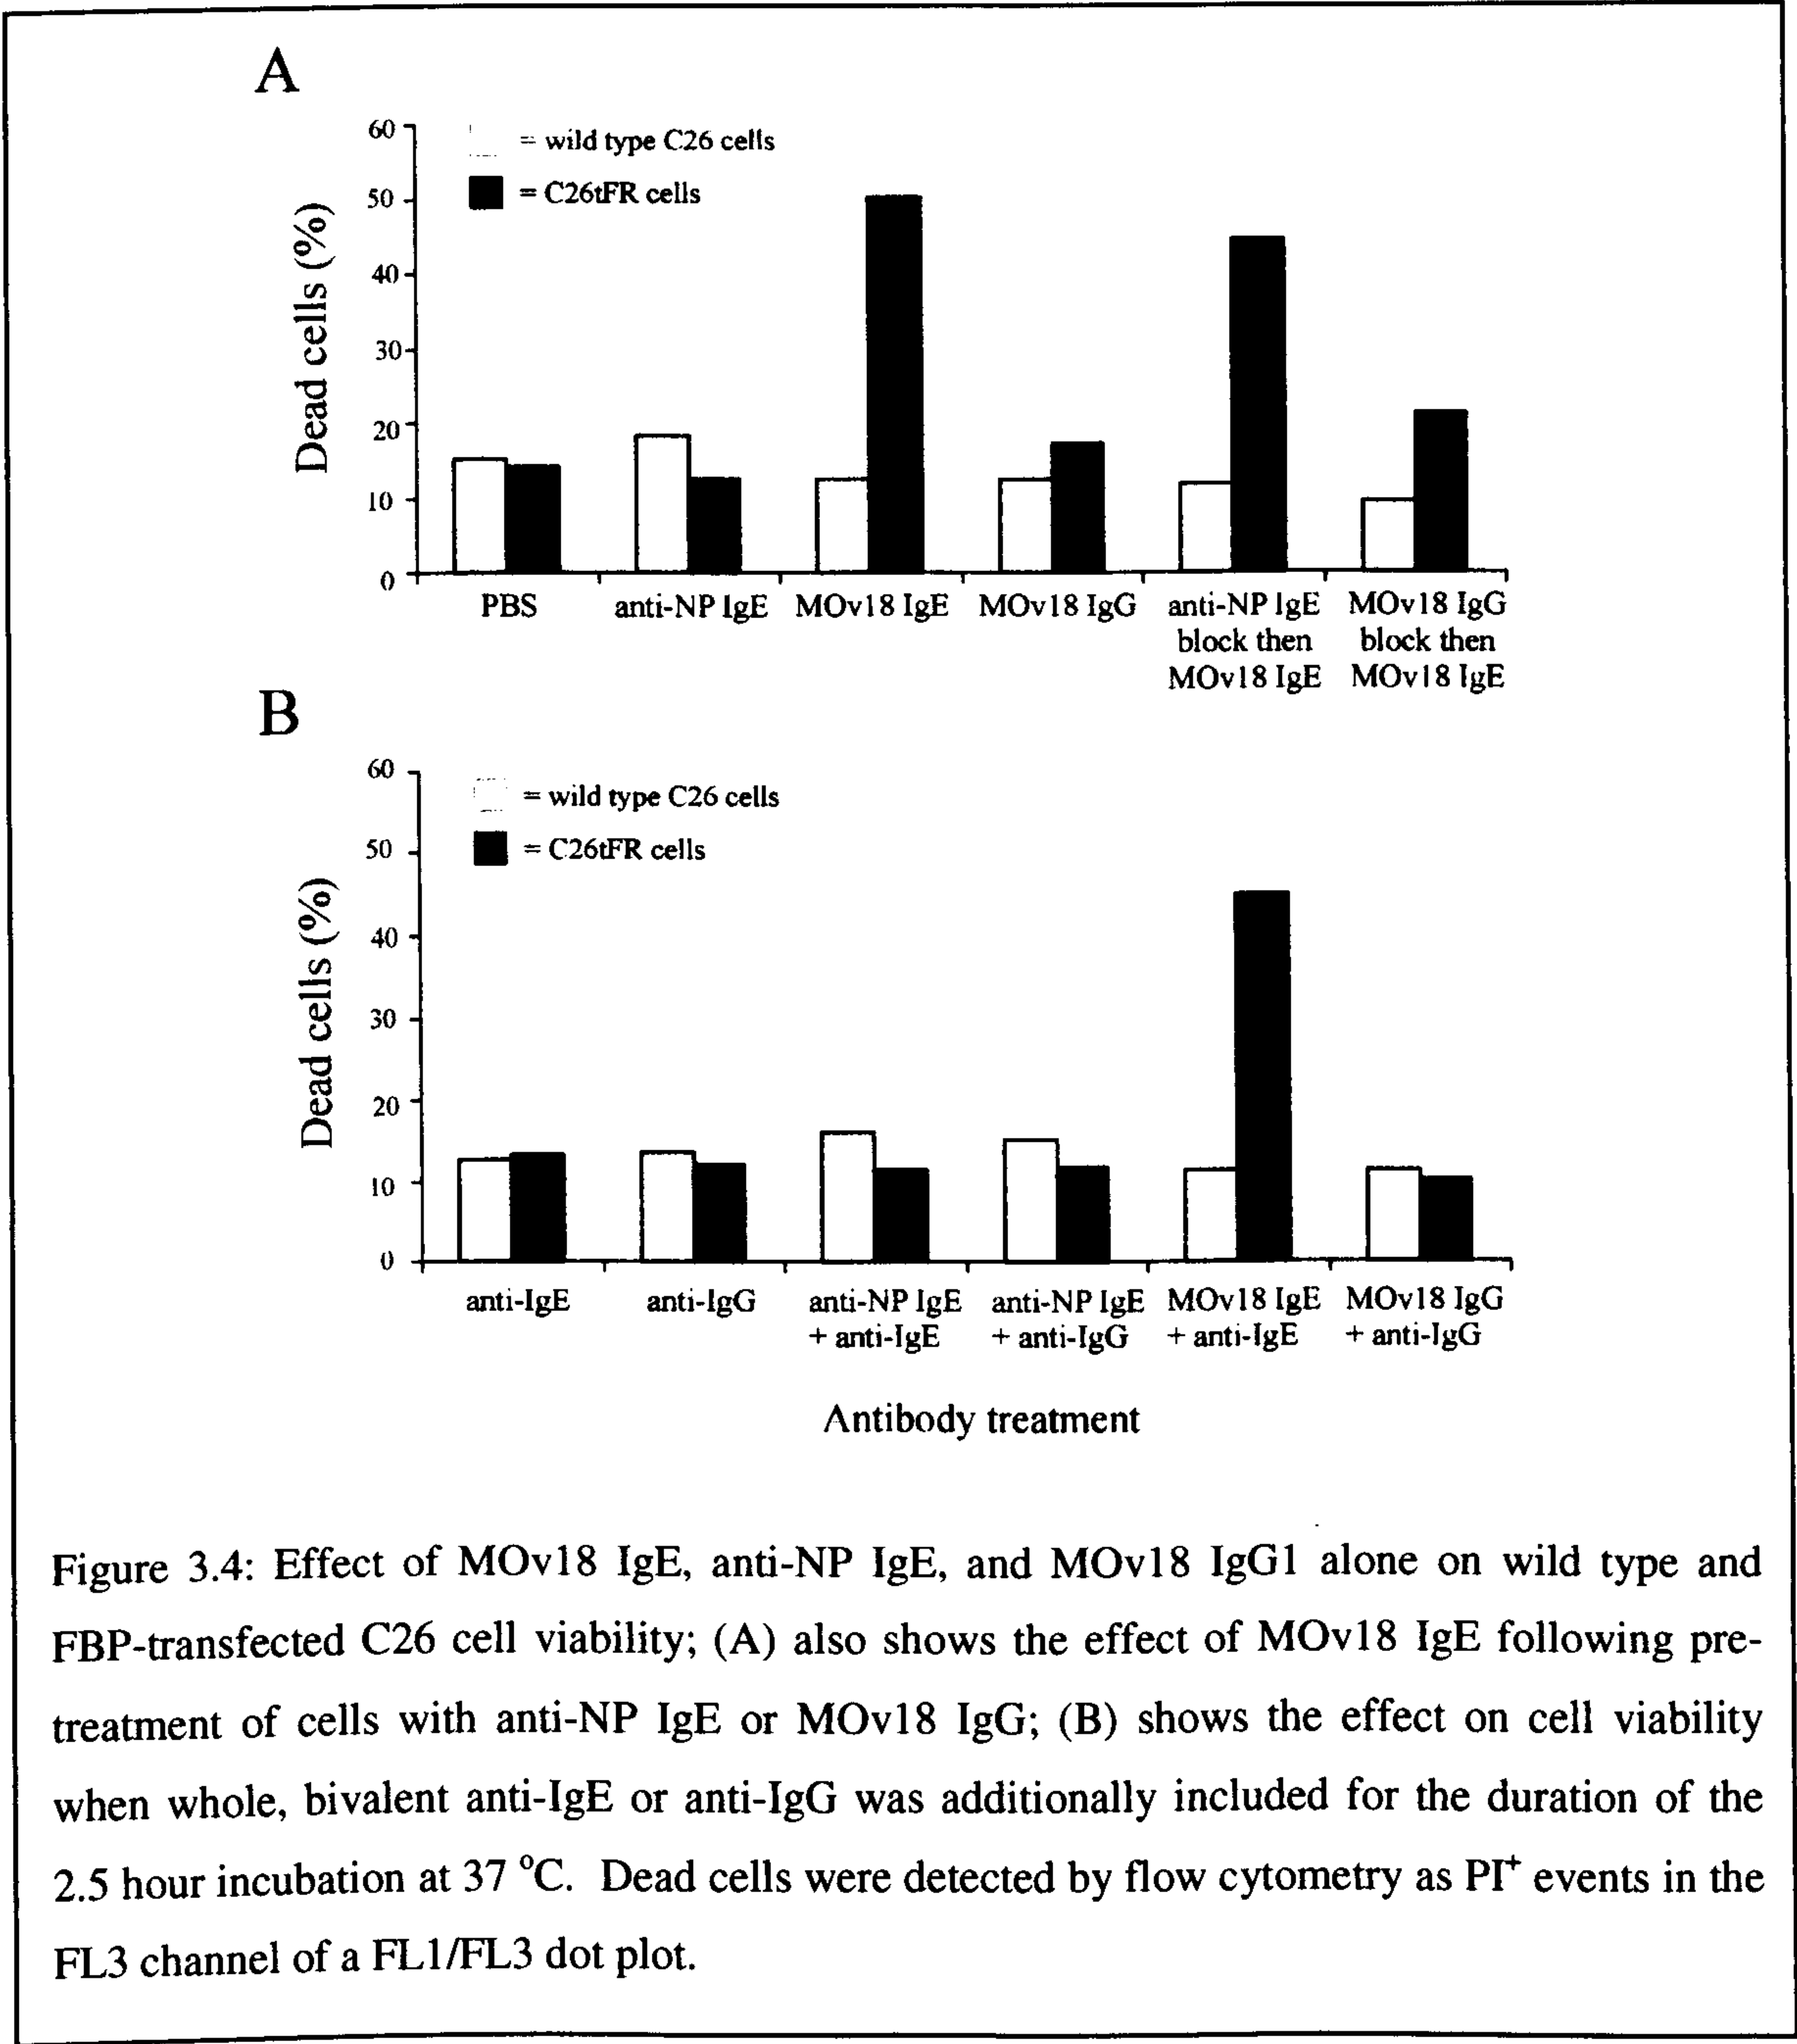 A
60
50
40
30
20
10
0
Dead cells (%)
= wild type C26 cells
= C26tFR cells
PBS
anti-NP IgE
MOv18 IgE
MOv18 IgG
anti-NP IgE
block then
MOv18 IgE
MOv18 IgG
block then
MOv18 IgE
B
60
50
40
30
20
10
0
Dead cells (%)
= wild type C26 cells
= C26tFR cells
anti-IgE
anti-IgG
anti-NP IgE
+ anti-IgE
anti-NP IgE
+ anti-IgG
MOv18 IgE
+ anti-IgE
MOv18 IgG
+ anti-IgG
Antibody treatment
Figure 3.4: Effect of MOv18 IgE, anti-NP IgE, and MOv18 IgG1 alone on wild type and
FBP-transfected C26 cell viability; (A) also shows the effect of MOv18 IgE following pre-
treatment of cells with anti-NP IgE or MOv18 IgG; (B) shows the effect on cell viability
when whole, bivalent anti-IgE or anti-IgG was additionally included for the duration of the
2.5 hour incubation at 37 °C. Dead cells were detected by flow cytometry as PI⁺ events in the
FL3 channel of a FL1/FL3 dot plot.